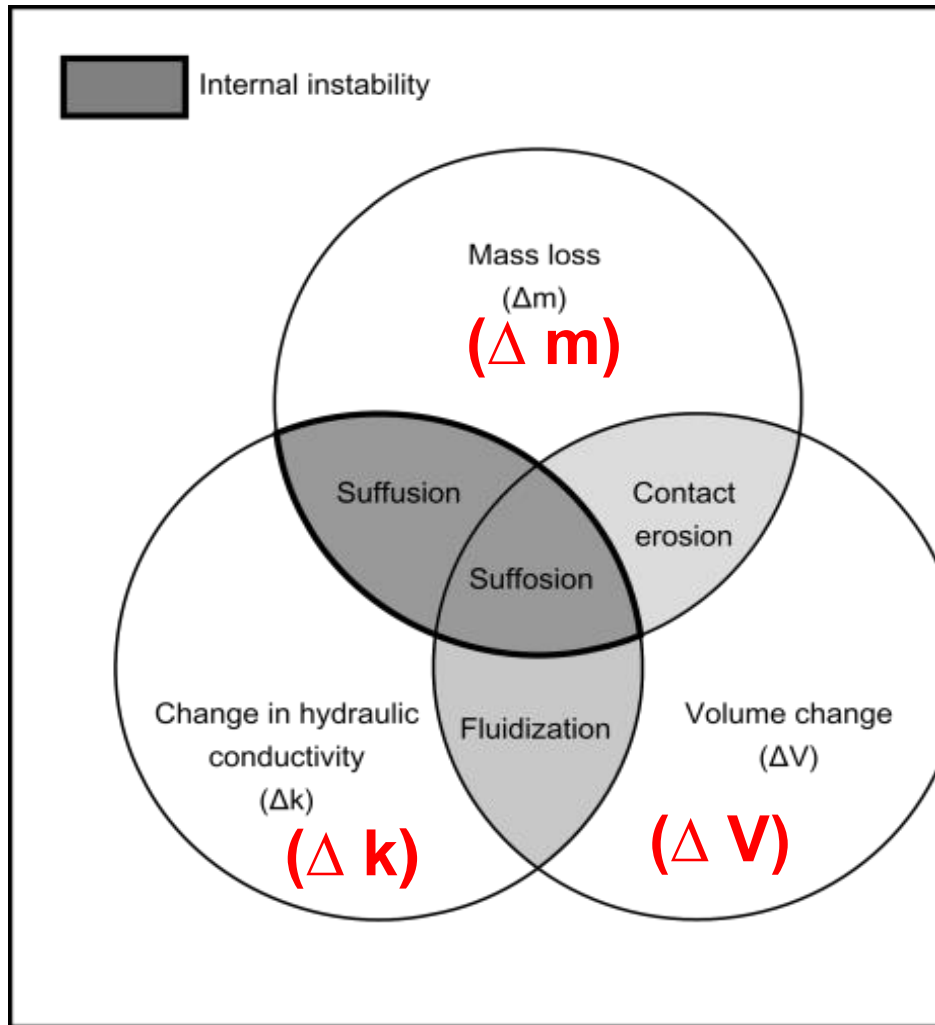 Internal instability
Mass loss
(Δm)
(Δ m)
Suffusion
Contact
erosion
Suffosion
Change in hydraulic
conductivity
(Δk)
(Δ k)
Fluidization
Volume change
(ΔV)
(Δ V)